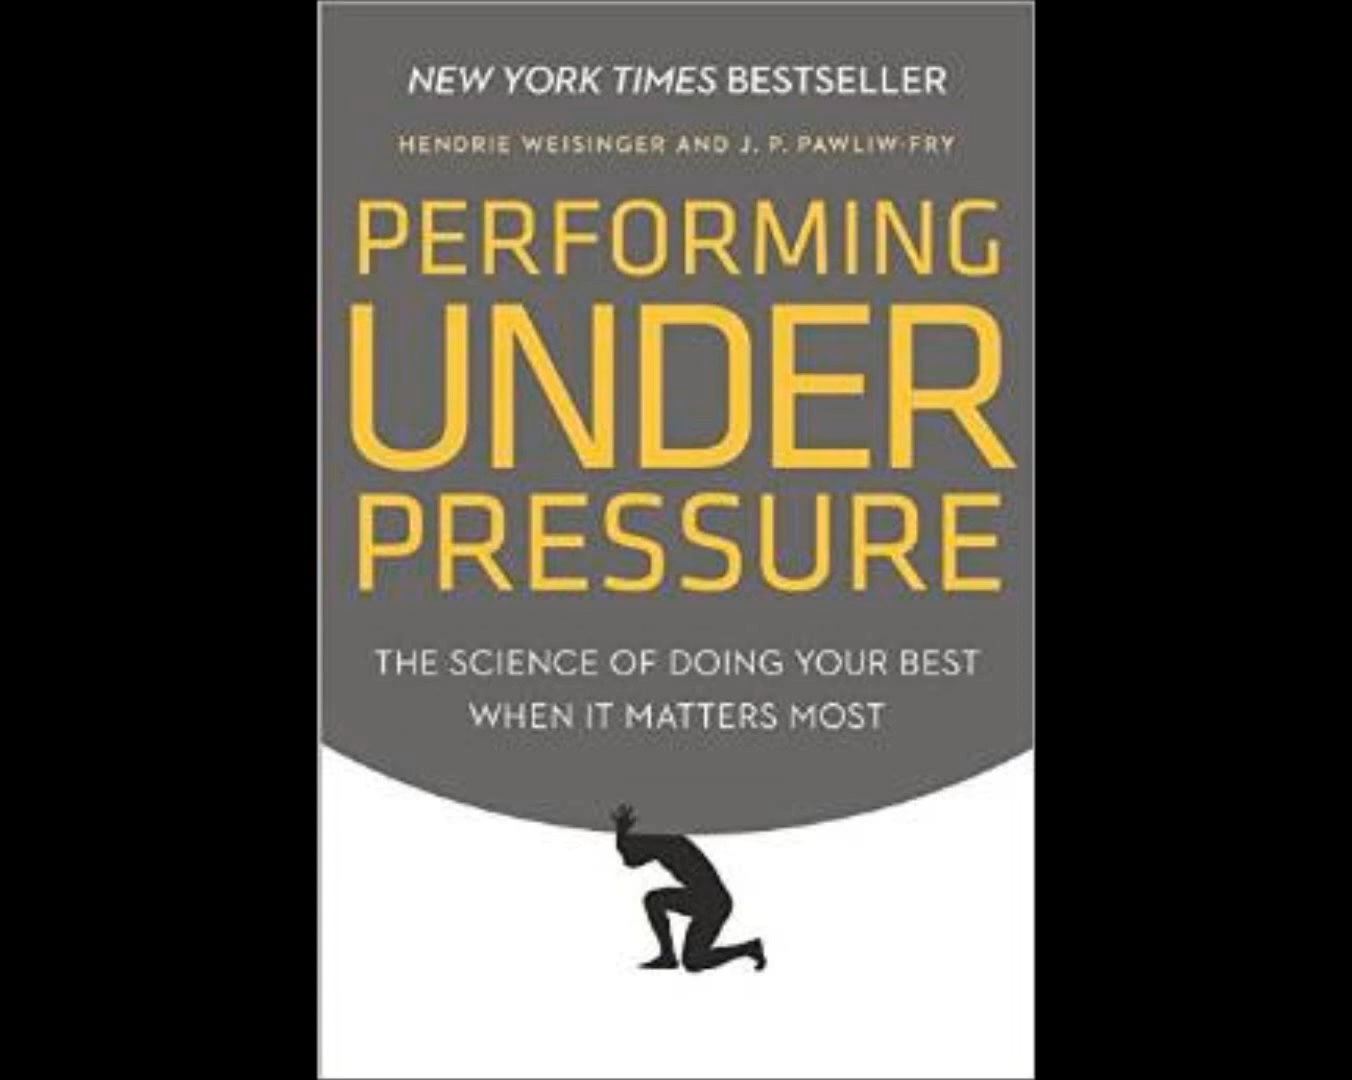 NEW YORK TIMES BESTSELLER
HENDRIE WEISINGER AND J. P. PAWLIW-FRY
PERFORMING
UNDER
PRESSURE
THE SCIENCE OF DOING YOUR BEST
WHEN IT MATTERS MOST